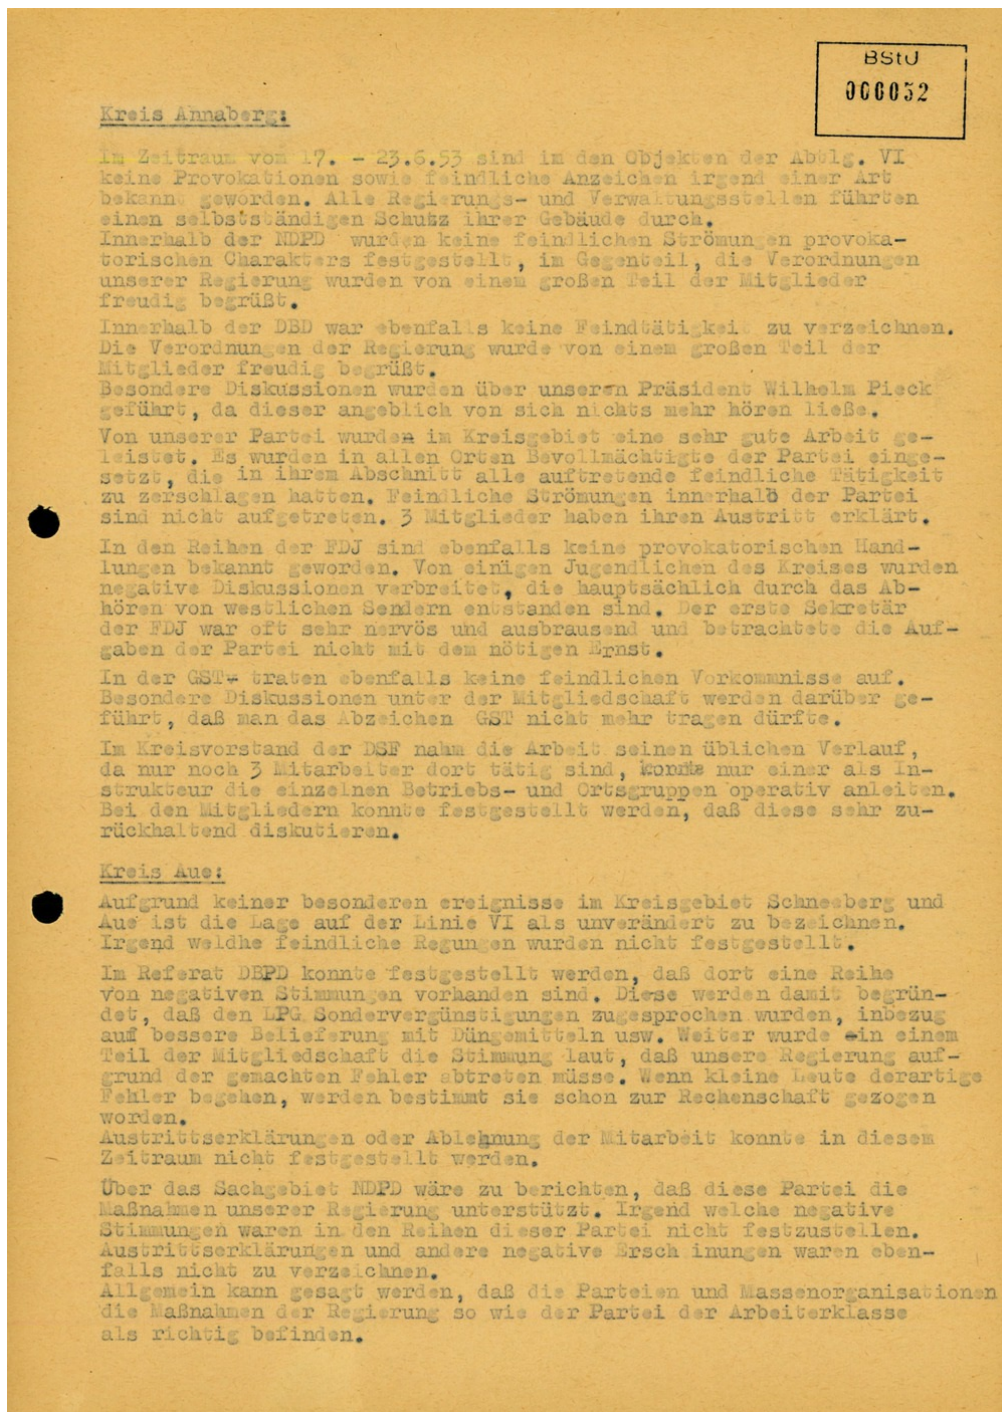 BStU
000032
Kreis Annaberg:
Im Zeitraum vom 17. - 23.6.53 sind in den Objekten der Abtlg. VI
keine Provokationen sowie feindliche Anzeichen irgend einer Art
bekannt geworden. Alle Regierungs- und Verwaltungsstellen führten
einen selbstständigen Schutz ihrer Gebäude durch.
Innerhalb der NDPD wurden keine feindlichen Strömungen provoka-
torischen Charakters festgestellt, im Gegenteil, die Verordnungen
unserer Regierung wurden von einem großen Teil der Mitglieder
freudig begrüßt.
Innerhalb der DBD war ebenfalls keine Feindtätigkeit zu verzeichnen.
Die Verordnungen der Regierung wurde von einem großen Teil der
Mitglieder freudig begrüßt.
Besondere Diskussionen wurden über unseren Präsident Wilhelm Pieck
geführt, da dieser angeblich von sich nichts mehr hören ließe.
Von unserer Partei wurden im Kreisgebiet eine sehr gute Arbeit ge-
leistet. Es wurden in allen Orten Bevollmächtigte der Partei einge-
setzt, die in ihrem Abschnitt alle auftretende feindliche Tätigkeit
zu zerschlagen hatten. Feindliche Strömungen innerhalb der Partei
sind nicht aufgetreten. 3 Mitglieder haben ihren Austritt erklärt.
In den Reihen der FDJ sind ebenfalls keine provokatorischen Hand-
lungen bekannt geworden. Von einigen Jugendlichen des Kreises wurden
negative Diskussionen verbreitet, die hauptsächlich durch das Ab-
hören von westlichen Sendern entstanden sind. Der erste Sekretär
der FDJ war oft sehr nervös und ausbrausend und betrachtete die Auf-
gaben der Partei nicht mit dem nötigen Ernst.
In der GST- traten ebenfalls keine feindlichen Vorkommnisse auf.
Besondere Diskussionen unter der Mitgliedschaft werden darüber ge-
führt, daß man das Abzeichen GST nicht mehr tragen dürfte.
Im Kreisvorstand der DSF nahm die Arbeit seinen üblichen Verlauf,
da nur noch 3 Mitarbeiter dort tätig sind, konnte nur einer als In-
strukteur die einzelnen Betriebs- und Ortsgruppen operativ anleiten.
Bei den Mitgliedern konnte festgestellt werden, daß diese sehr zu-
rückhaltend diskutieren.
Kreis Aue:
Aufgrund keiner besonderen ereignisse im Kreisgebiet Schneeberg und
Aue ist die Lage auf der Linie VI als unverändert zu bezeichnen.
Irgend weldhe feindliche Regungen wurden nicht festgestellt.
Im Referat DBPD konnte festgestellt werden, daß dort eine Reihe
von negativen Stimmungen vorhanden sind. Diese werden damit begrün-
det, daß den LPG Sondervergünstigungen zugesprochen wurden, inbezug
auf bessere Belieferung mit Düngemitteln usw. Weiter wurde in einem
Teil der Mitgliedschaft die Stimmung laut, daß unsere Regierung auf-
grund der gemachten Fehler abtreten müsse. Wenn kleine Leute derartige
Fehler begehen, werden bestimmt sie schon zur Rechenschaft gezogen
worden.
Austrittserklärungen oder Ablehnung der Mitarbeit konnte in diesem
Zeitraum nicht festgestellt werden.
Über das Sachgebiet NDPD wäre zu berichten, daß diese Partei die
Maßnahmen unserer Regierung unterstützt. Irgend welche negative
Stimmungen waren in den Reihen dieser Partei nicht festzustellen.
Austrittserklärungen und andere negative Erscheinungen waren eben-
falls nicht zu verzeichnen.
Allgemein kann gesagt werden, daß die Parteien und Massenorganisationen
die Maßnahmen der Regierung so wie der Partei der Arbeiterklasse
als richtig befinden.